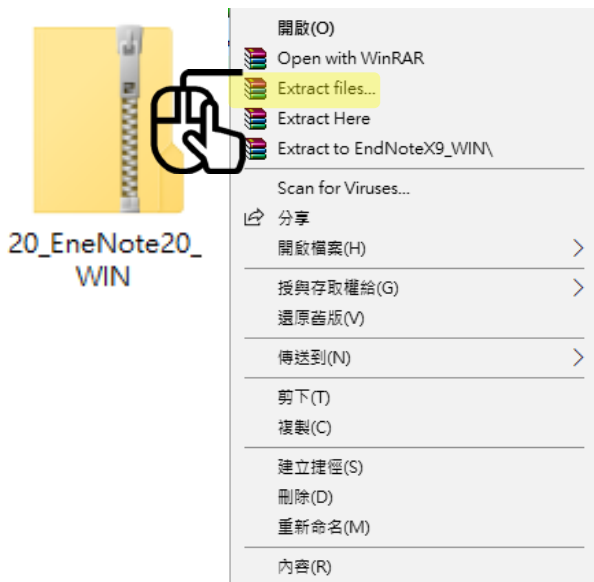 20_EneNote20_
WIN
開啟(O)
Open with WinRAR
Extract files...
Extract Here
Extract to EndNoteX9_WIN\
Scan for Viruses...
分享
開啟檔案(H)
授與存取權給(G)
還原舊版(V)
傳送到(N)
剪下(T)
複製(C)
建立捷徑(S)
刪除(D)
重新命名(M)
內容(R)